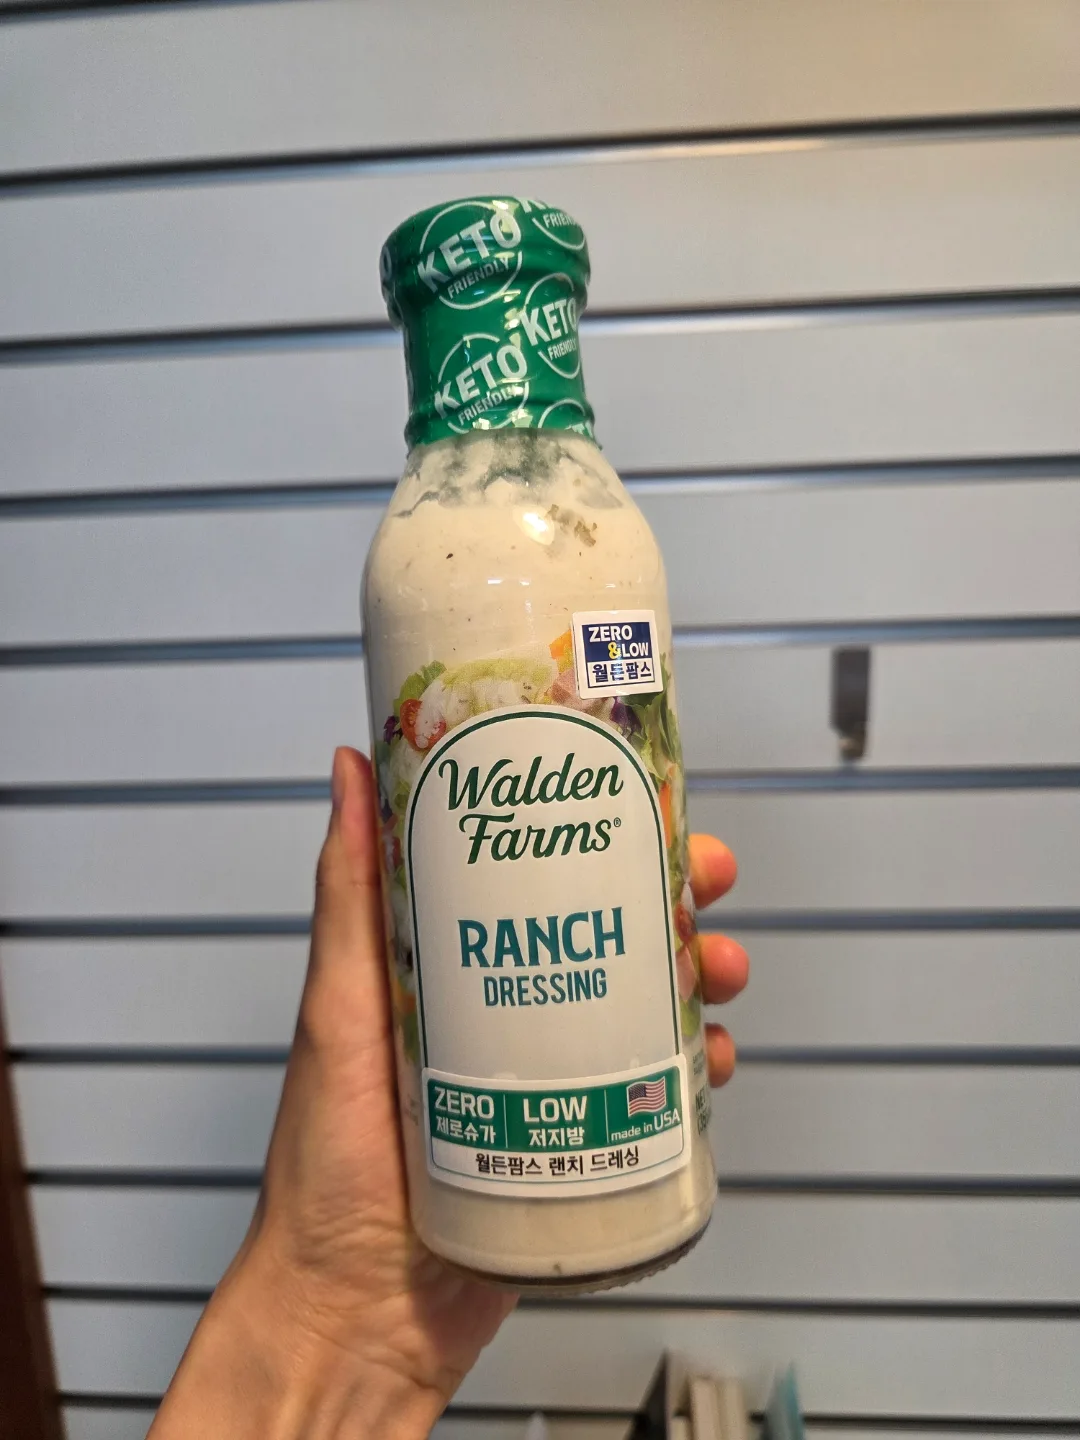 KETO
FRIENDLY
KETO
FRIENDLY
KETO
FRIENDLY
ZERO
&LOW
월든팜스
Walden
Farms®
RANCH
DRESSING
ZERO
제로슈가
LOW
저지방
made in USA
월든팜스 랜치 드레싱